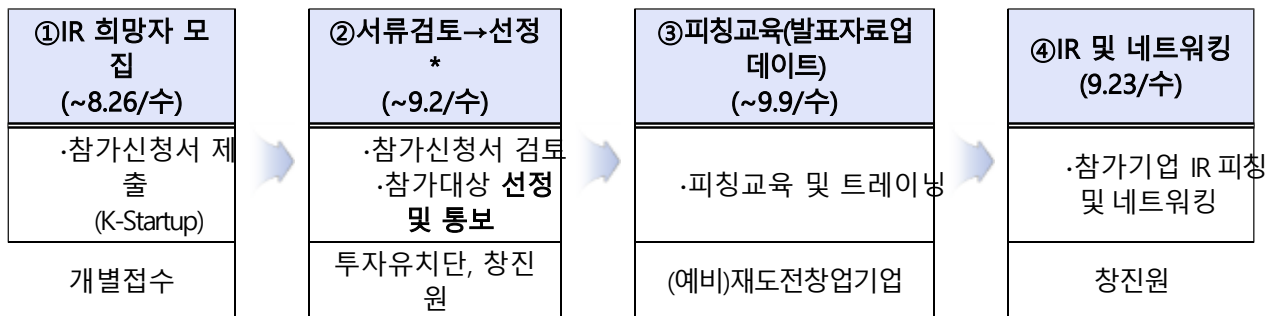 ①IR 희망자 모
집
(~8.26/수)
·참가신청서 제
출
(K-Startup)
개별접수
②서류검토→선정
*
(~9.2/수)
·참가신청서 검토
·참가대상 선정
및 통보
투자유치단, 창진
원
③피칭교육(발표자료업
데이트)
(~9.9/수)
·피칭교육 및 트레이닝
(예비)재도전창업기업
④IR 및 네트워킹
(9.23/수)
·참가기업 IR 피칭
및 네트워킹
창진원